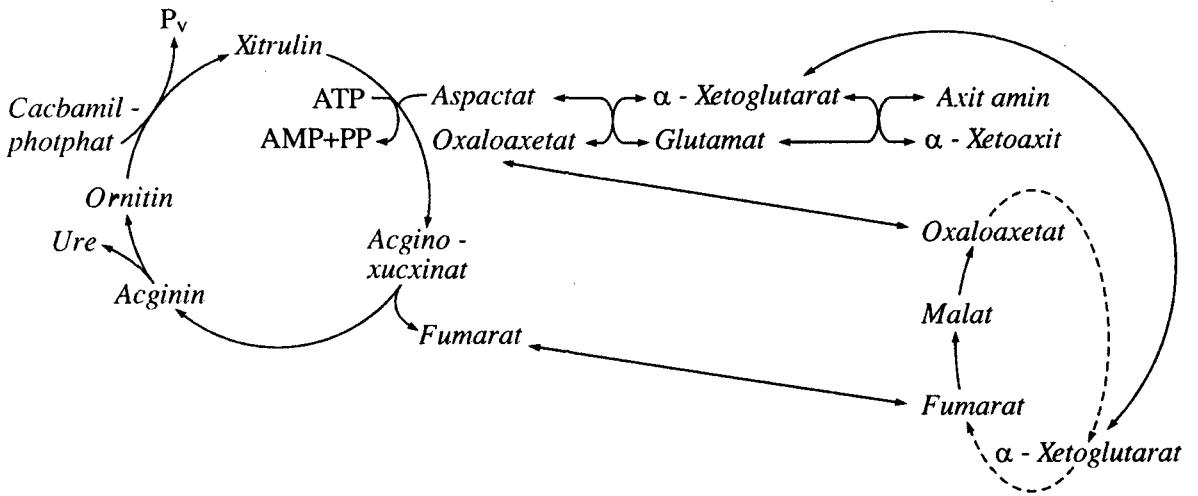 Pv
Xitrulin
Cacbamil -
photphat
ATP
Aspactat
α - Xetoglutarat
Axit amin
AMP+PP
Oxaloaxetat
Glutamat
α - Xetoaxit
Ornitin
Ure
Acginin
Acgino -
xucxinat
Fumarat
Oxaloaxetat
Malat
Fumarat
α - Xetoglutarat